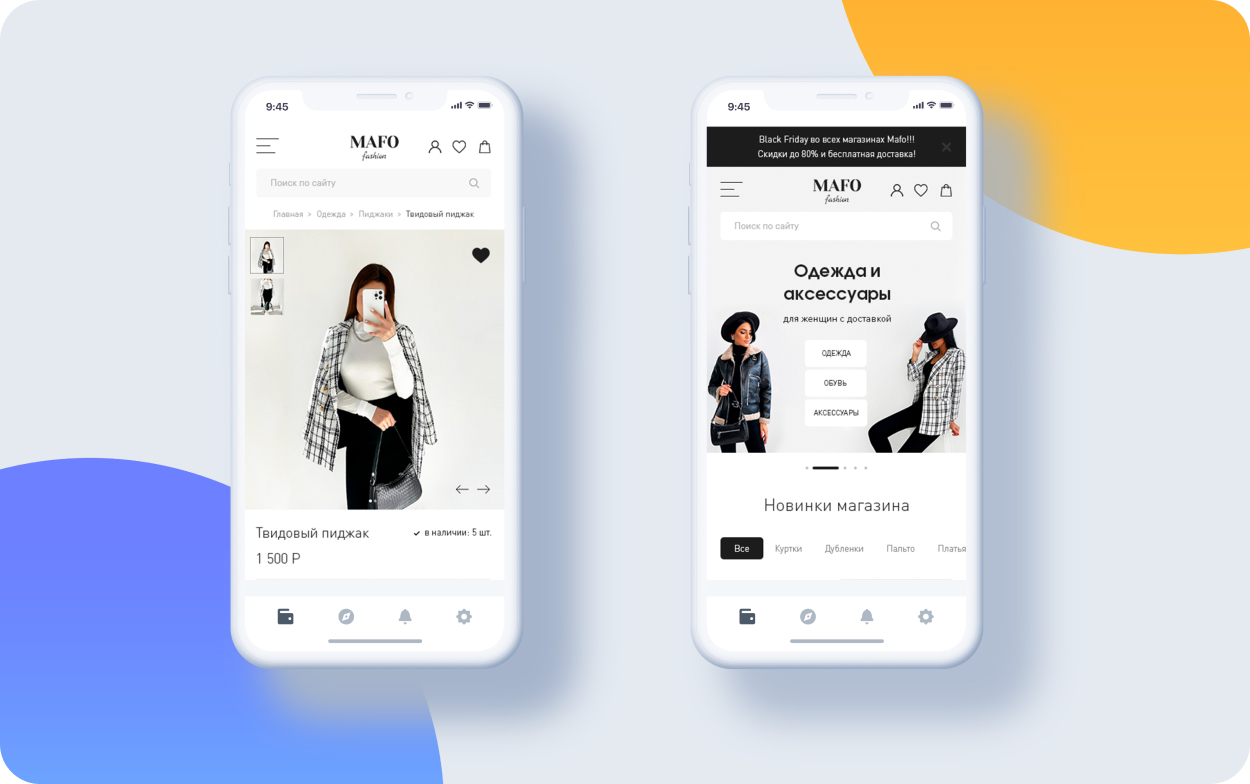 9:45
MAFO
fashion
Поиск по сайту
Главная > Одежда > Пиджаки > Твидовый пиджак
Твидовый пиджак
в наличии: 5 шт.
1 500 Р
9:45
Black Friday во всех магазинах Mafo!!!
Скидки до 80% и бесплатная доставка!
MAFO
fashion
Поиск по сайту
Одежда и
аксессуары
для женщин с доставкой
ОДЕЖДА
ОБУВЬ
АКСЕССУАРЫ
Новинки магазина
Все Куртки Дубленки Пальто Платья